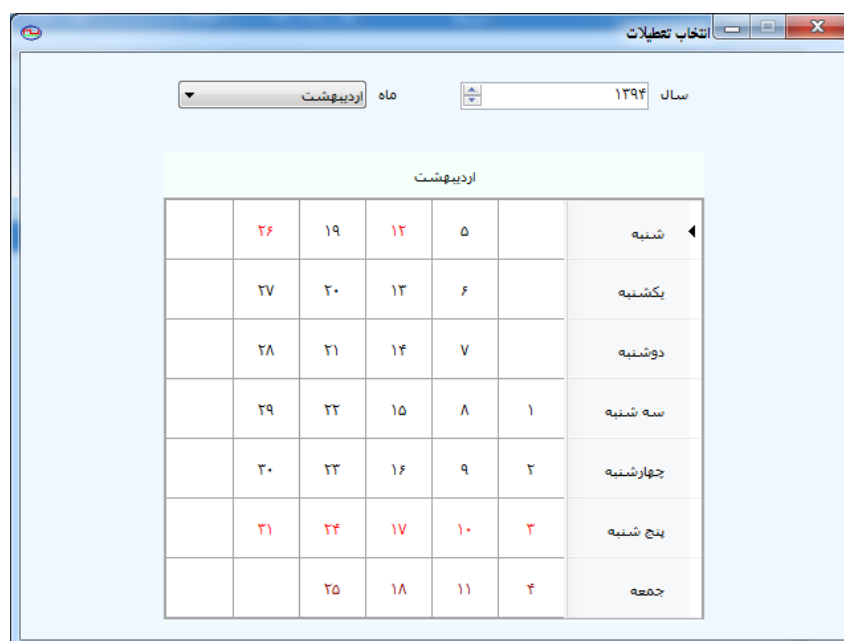 انتخاب تعطیلات
سال ۱۳۹۴ ماه اردیبهشت
اردیبهشت
شنبه ۵ ۱۲ ۱۹ ۲۶
یکشنبه ۶ ۱۳ ۲۰ ۲۷
دوشنبه ۷ ۱۴ ۲۱ ۲۸
سه شنبه ۱ ۸ ۱۵ ۲۲ ۲۹
چهارشنبه ۲ ۹ ۱۶ ۲۳ ۳۰
پنج شنبه ۳ ۱۰ ۱۷ ۲۴ ۳۱
جمعه ۴ ۱۱ ۱۸ ۲۵